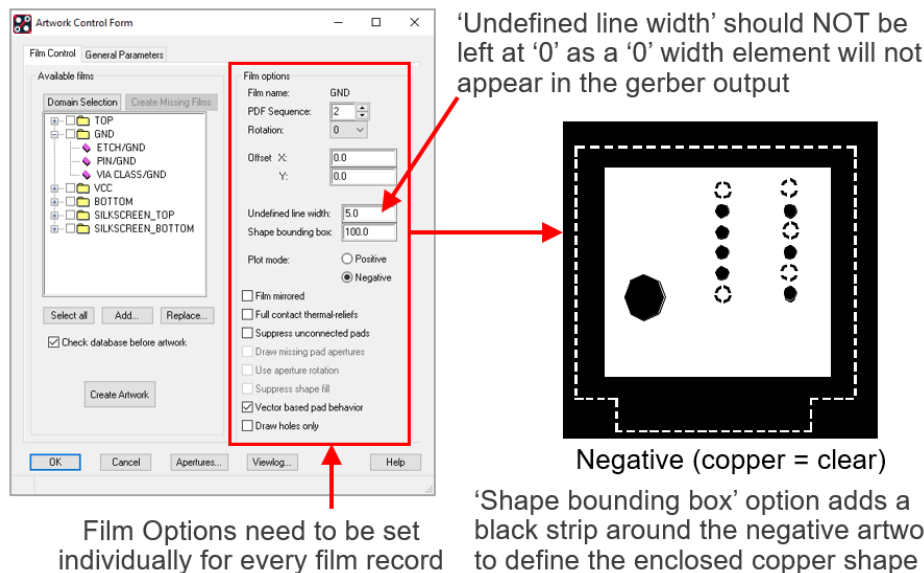 Artwork Control Form
Film Control General Parameters
Available films
Domain Selection Create Missing Films
TOP
GND
ETCH/GND
PIN/GND
VIA CLASS/GND
VCC
BOTTOM
SILKSCREEN_TOP
SILKSCREEN_BOTTOM
Select all Add... Replace...
Check database before artwork
Create Artwork
Film options
Film name: GND
PDF Sequence: 2
Rotation: 0
Offset X: 0.0
Y: 0.0
Undefined line width: 5.0
Shape bounding box: 100.0
Plot mode: Positive
Negative
Film mirrored
Full contact thermal-reliefs
Suppress unconnected pads
Draw missing pad apertures
Use aperture rotation
Suppress shape fill
Vector based pad behavior
Draw holes only
OK Cancel Apertures... Viewlog... Help
Film Options need to be set
individually for every film record
‘Undefined line width’ should NOT be
left at ‘0’ as a ‘0’ width element will not
appear in the gerber output
Negative (copper = clear)
‘Shape bounding box’ option adds a
black strip around the negative artwo
to define the enclosed copper shape